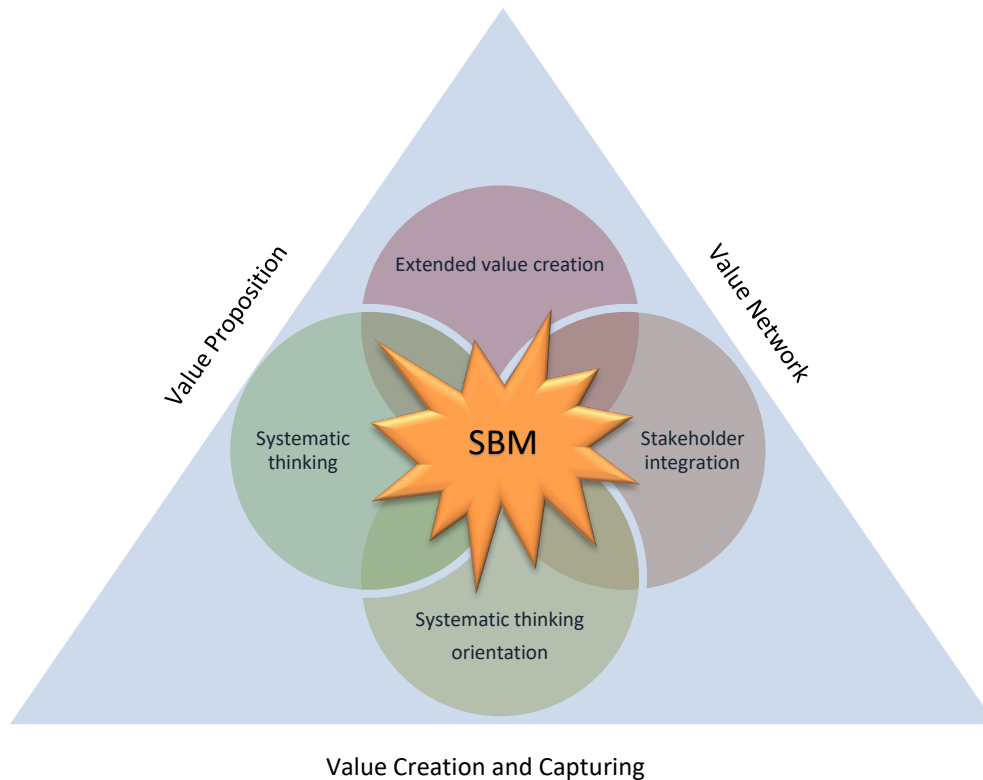 Extended value creation
Value Proposition
Value Network
Systematic
thinking
SBM
Stakeholder
integration
Systematic thinking
orientation
Value Creation and Capturing